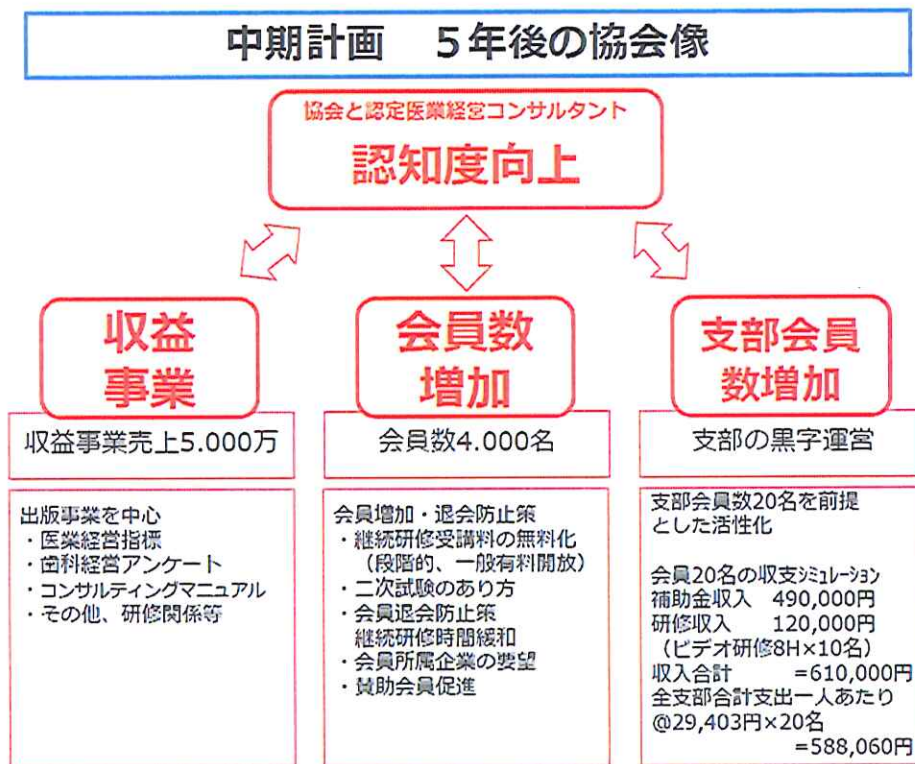 中期計画　５年後の協会像
協会と認定医業経営コンサルタント
認知度向上
収益
事業
収益事業売上5.000万
出版事業を中心
・医業経営指標
・歯科経営アンケート
・コンサルティングマニュアル
・その他、研修関係等
会員数
増加
会員数4.000名
会員増加・退会防止策
・継続研修受講料の無料化
（段階的、一般有料開放）
・二次試験のあり方
・会員退会防止策
継続研修時間緩和
・会員所属企業の要望
・賛助会員促進
支部会員
数増加
支部の黒字運営
支部会員数20名を前提
とした活性化
会員20名の収支ｼﾐｭﾚｰｼｮﾝ
補助金収入　490,000円
研修収入　120,000円
（ビデオ研修8H×10名）
収入合計　=610,000円
全支部合計支出一人あたり
@29,403円×20名
=588,060円